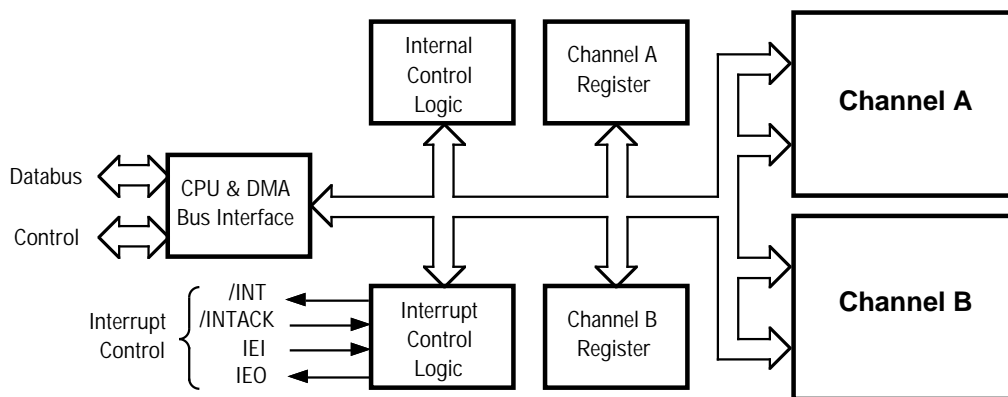 Internal
Control
Logic
Channel A
Register
Channel A
Databus
Control
CPU & DMA
Bus Interface
Interrupt
Control
/INT
/INTACK
IEI
IEO
Interrupt
Control
Logic
Channel B
Register
Channel B